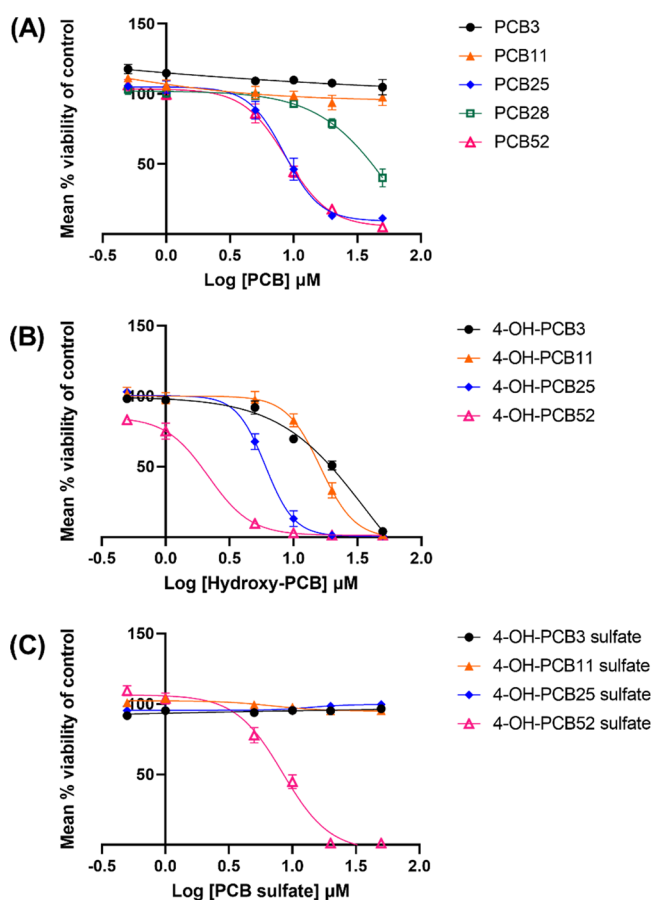 (A)
150
100
50
-0.5 0.0 0.5 1.0 1.5 2.0
Mean % viability of control
Log [PCB] µM
PCB3
PCB11
PCB25
PCB28
PCB52
(B)
150
100
50
-0.5 0.0 0.5 1.0 1.5 2.0
Mean % viability of control
Log [Hydroxy-PCB] µM
4-OH-PCB3
4-OH-PCB11
4-OH-PCB25
4-OH-PCB52
(C)
150
100
50
-0.5 0.0 0.5 1.0 1.5 2.0
Mean % viability of control
Log [PCB sulfate] µM
4-OH-PCB3 sulfate
4-OH-PCB11 sulfate
4-OH-PCB25 sulfate
4-OH-PCB52 sulfate